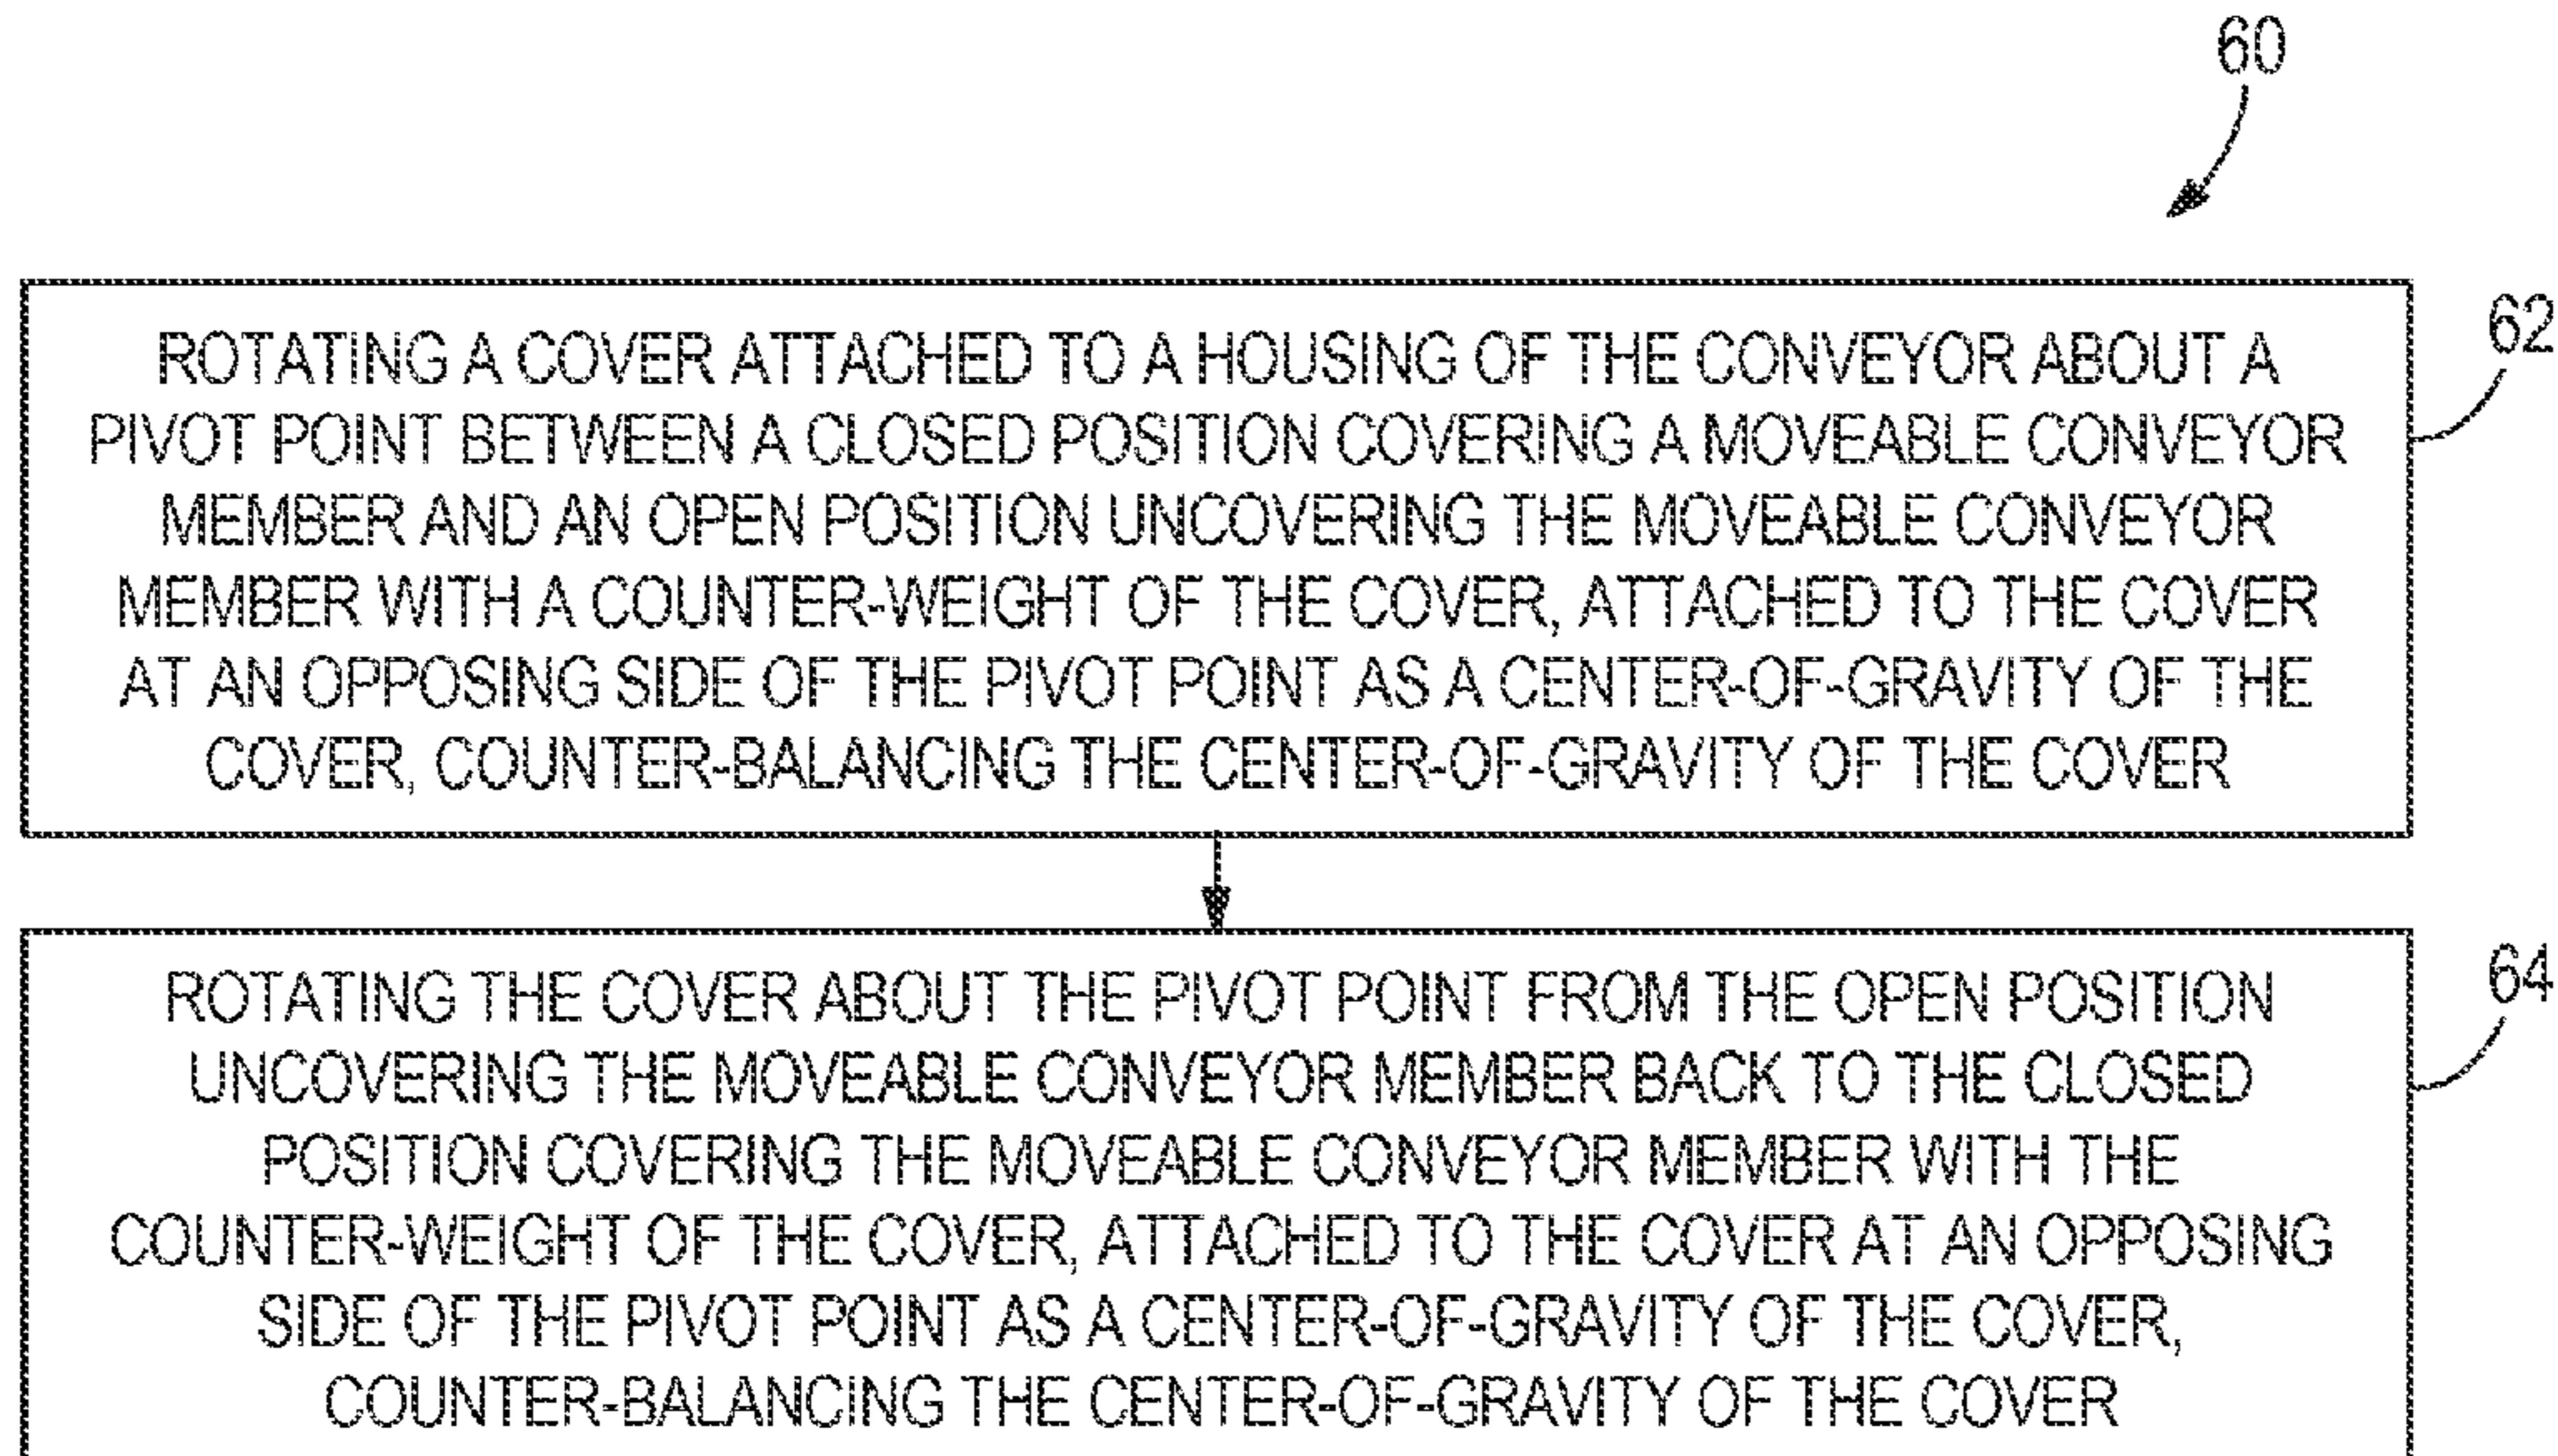 60
62
ROTATING A COVER ATTACHED TO A HOUSING OF THE CONVEYOR ABOUT A
PIVOT POINT BETWEEN A CLOSED POSITION COVERING A MOVEABLE CONVEYOR
MEMBER AND AN OPEN POSITION UNCOVERING THE MOVEABLE CONVEYOR
MEMBER WITH A COUNTER-WEIGHT OF THE COVER, ATTACHED TO THE COVER
AT AN OPPOSING SIDE OF THE PIVOT POINT AS A CENTER-OF-GRAVITY OF THE
COVER, COUNTER-BALANCING THE CENTER-OF-GRAVITY OF THE COVER
64
ROTATING THE COVER ABOUT THE PIVOT POINT FROM THE OPEN POSITION
UNCOVERING THE MOVEABLE CONVEYOR MEMBER BACK TO THE CLOSED
POSITION COVERING THE MOVEABLE CONVEYOR MEMBER WITH THE
COUNTER-WEIGHT OF THE COVER, ATTACHED TO THE COVER AT AN OPPOSING
SIDE OF THE PIVOT POINT AS A CENTER-OF-GRAVITY OF THE COVER,
COUNTER-BALANCING THE CENTER-OF-GRAVITY OF THE COVER